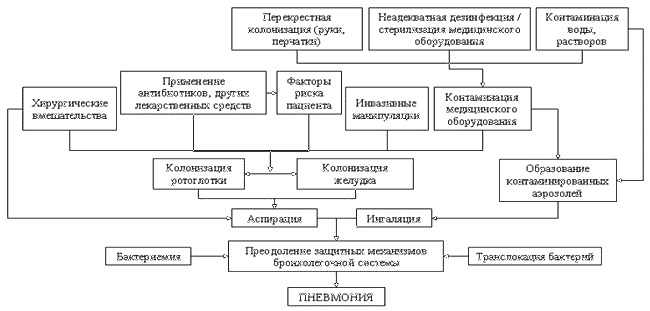 Перекрестная
колонизация (руки,
перчатки)
Неадекватная дезинфекция /
стерилизация медицинского
оборудования
Контаминация
воды,
растворов
Хирургические
вмешательства
Применение
антибиотиков, других
лекарственных средств
Факторы
риска
пациента
Инвазивные
манипуляции
Контаминация
медицинского
оборудования
Колонизация
ротоглотки
Колонизация
желудка
Образование
контаминированных
аэрозолей
Аспирация
Ингаляция
Бактериемия
Преодоление защитных механизмов
бронхолегочной системы
Транслокация бактерий
ПНЕВМОНИЯ